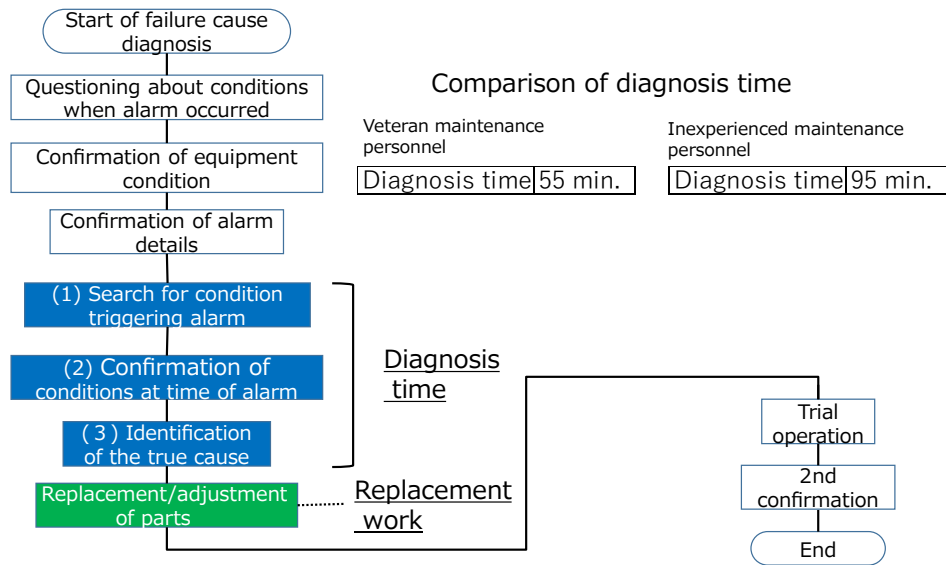 Start of failure cause
diagnosis
Questioning about conditions
when alarm occurred
Confirmation of equipment
condition
Confirmation of alarm
details
(1) Search for condition
triggering alarm
(2) Confirmation of
conditions at time of alarm
(3) Identification
of the true cause
Replacement/adjustment
of parts
Comparison of diagnosis time
Veteran maintenance
personnel
Diagnosis time 55 min.
Inexperienced maintenance
personnel
Diagnosis time 95 min.
Diagnosis
time
Replacement
work
Trial
operation
2nd
confirmation
End